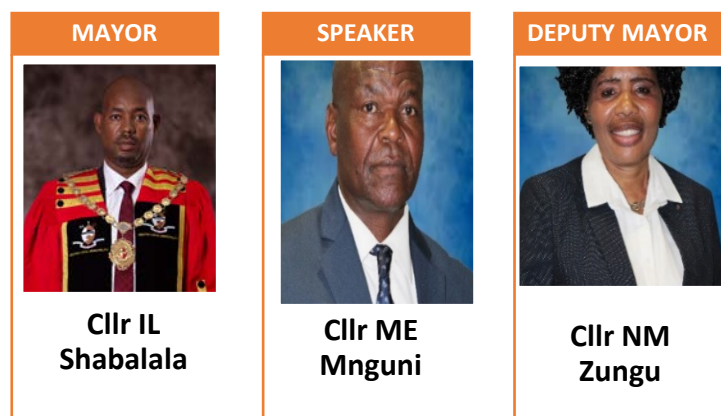 MAYOR
Cllr IL
Shabalala
SPEAKER
Cllr ME
Mnguni
DEPUTY MAYOR
Cllr NM
Zungu